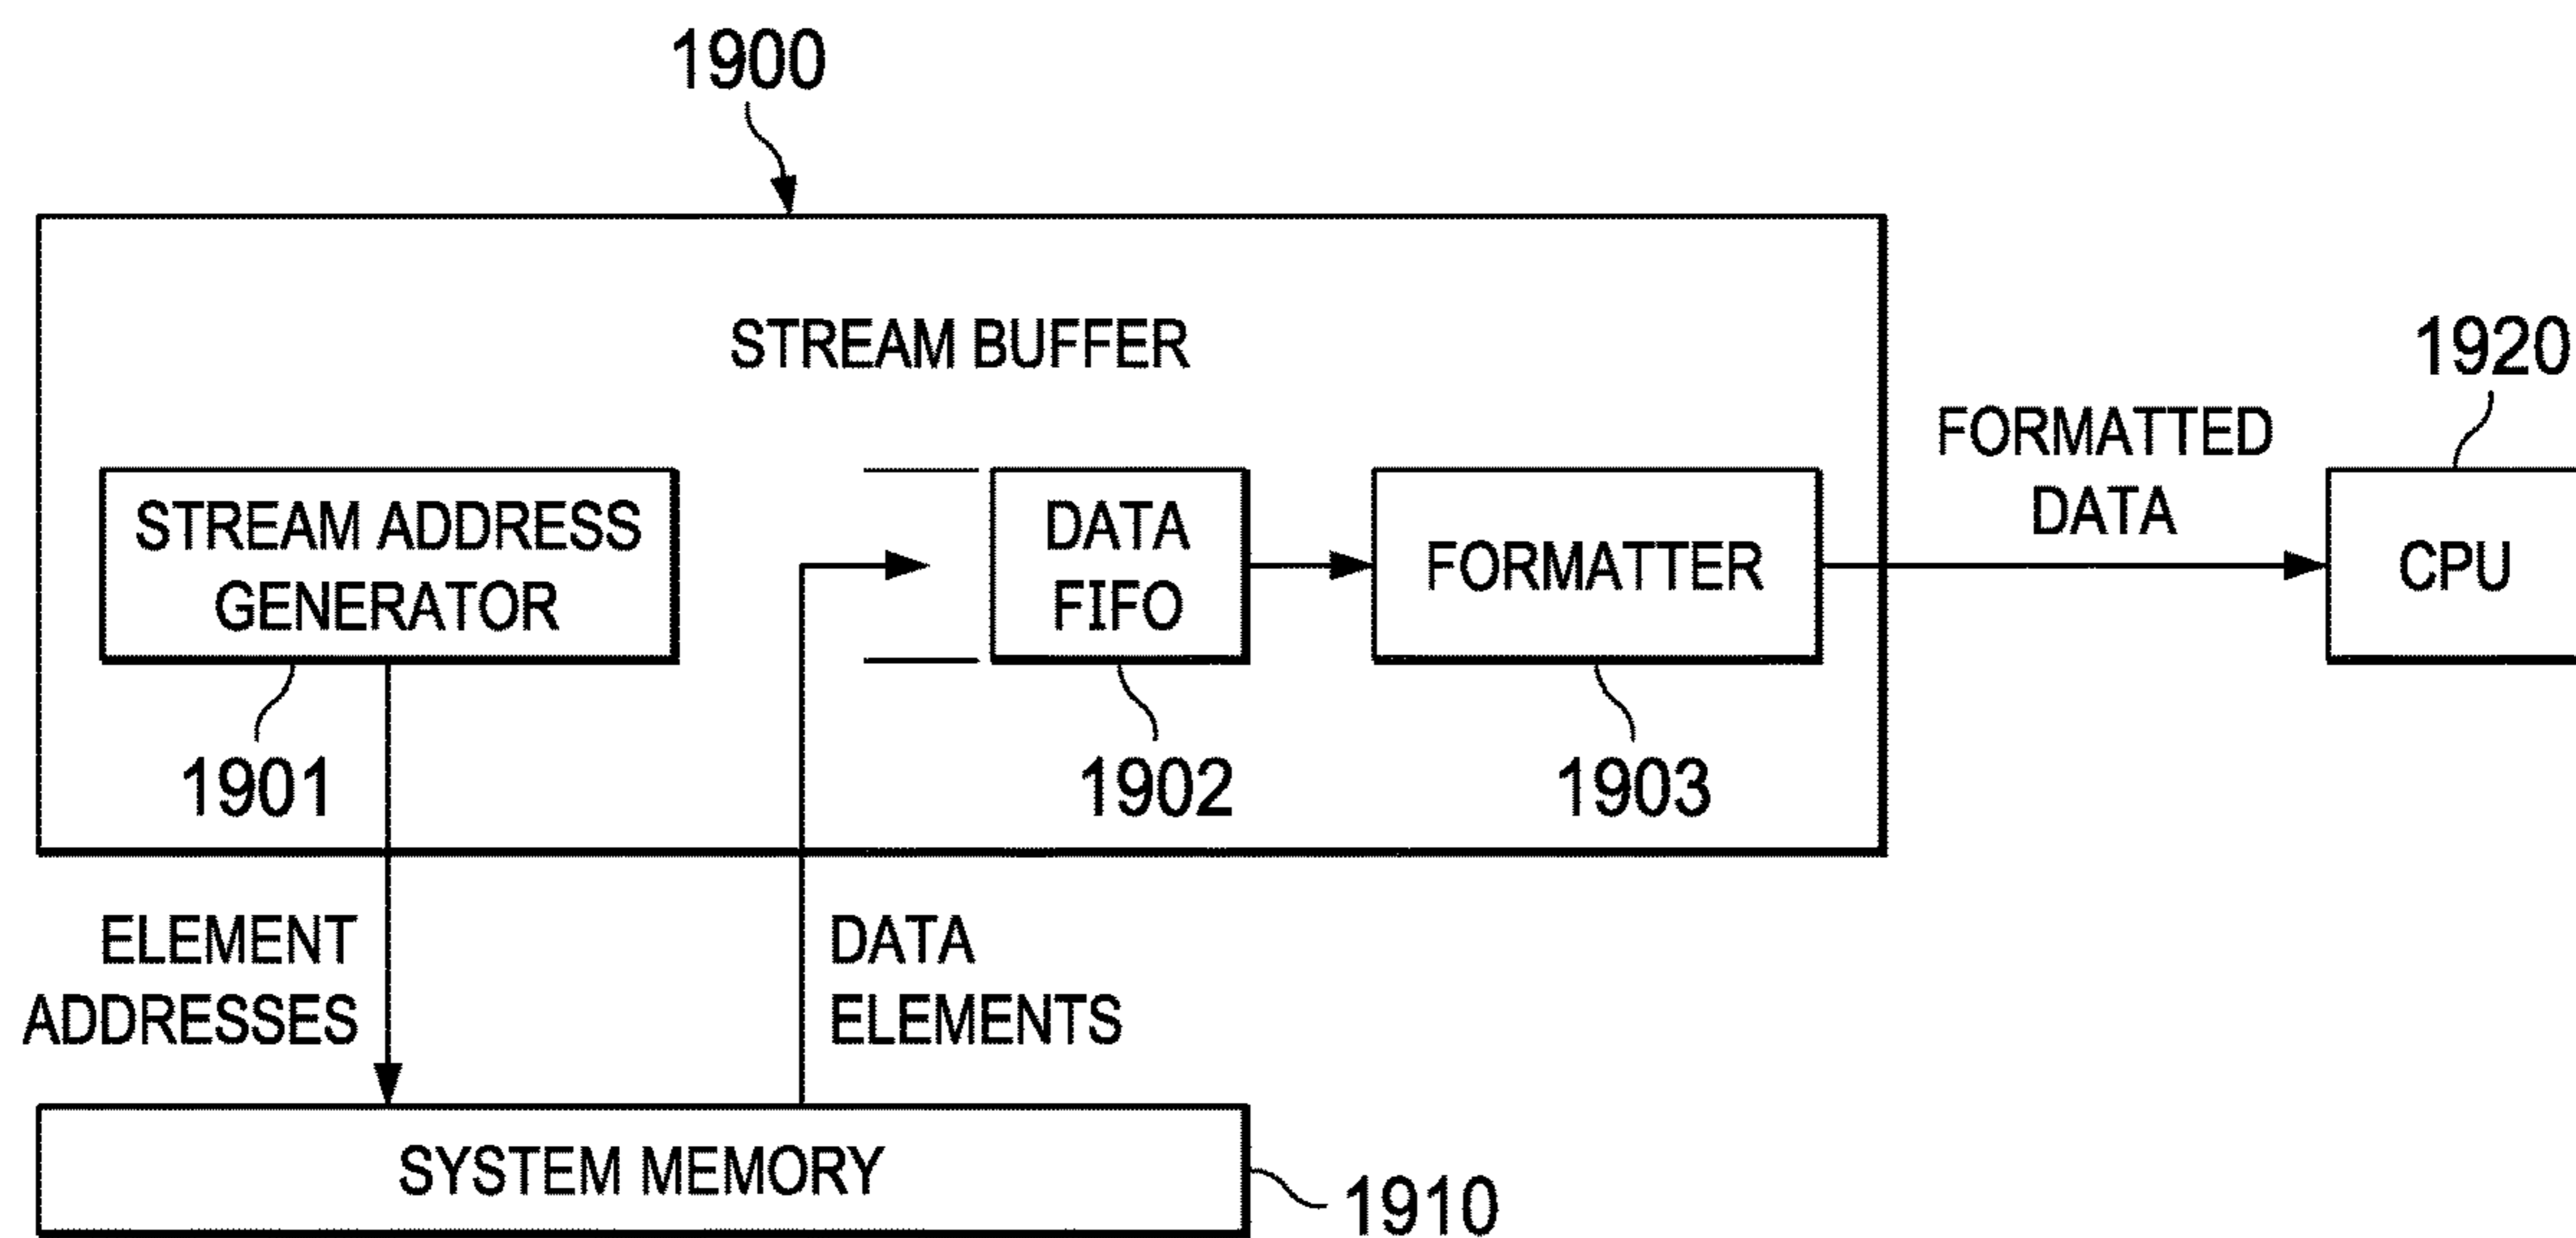 1900
STREAM BUFFER
1920
FORMATTED
DATA
STREAM ADDRESS
GENERATOR
DATA
FIFO
FORMATTER
CPU
1901
1902
1903
ELEMENT
ADDRESSES
DATA
ELEMENTS
SYSTEM MEMORY
1910